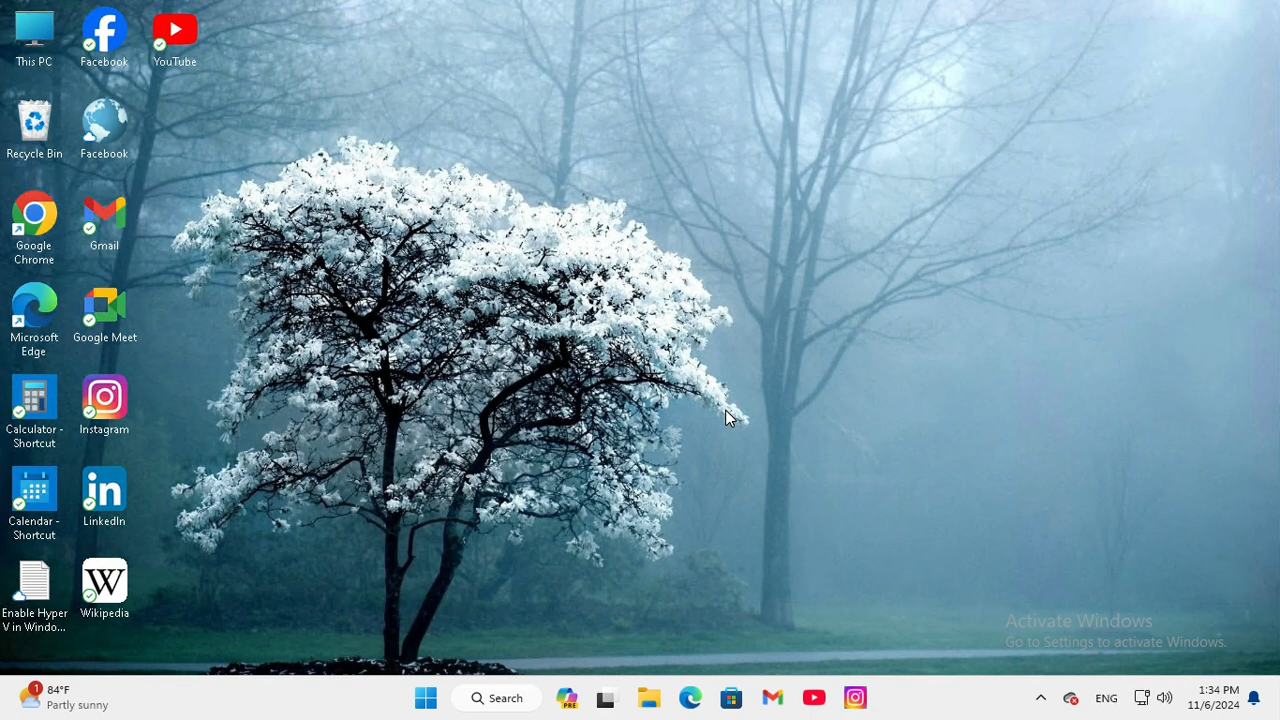 This PC
Facebook
YouTube
Recycle Bin
Facebook
Google
Chrome
Gmail
Microsoft
Edge
Google Meet
Calculator -
Shortcut
Instagram
Calendar -
Shortcut
LinkedIn
Enable Hyper
V in Windo...
W
Wikipedia
Activate Windows
Go to Settings to activate Windows.
1
84°F
Partly sunny
Search
PRE
ENG
1:34 PM
11/6/2024